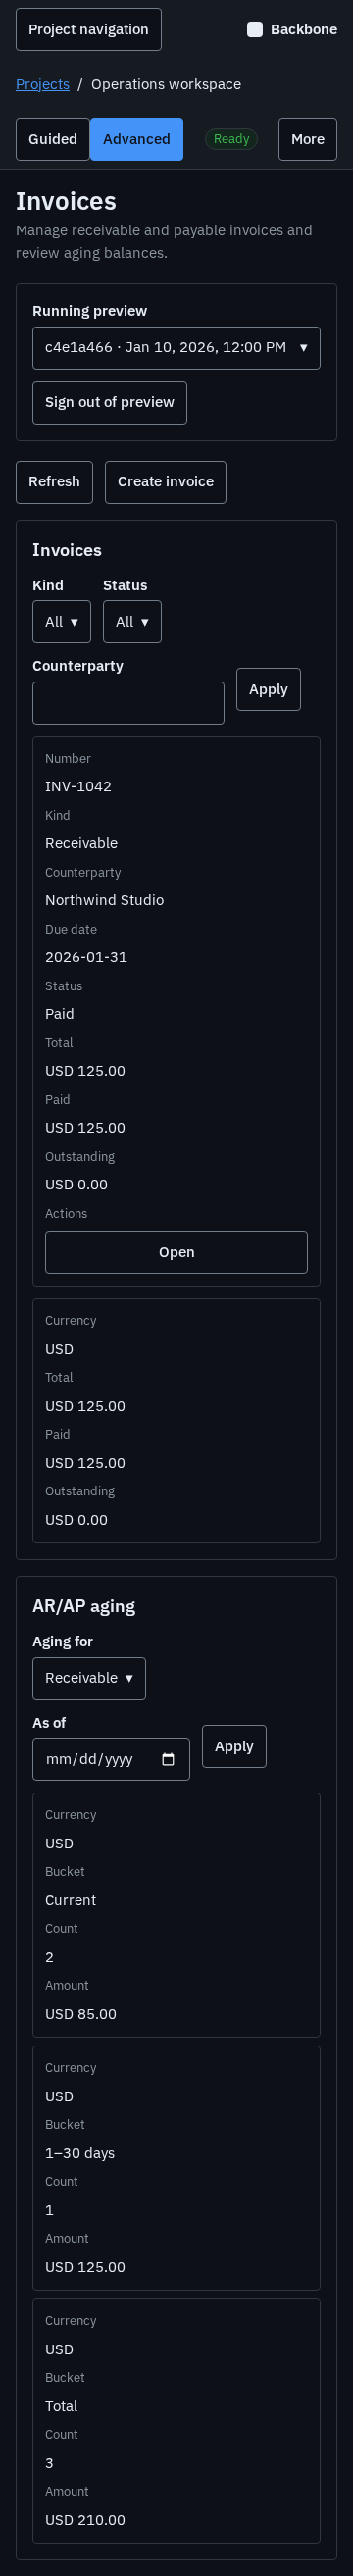 Project navigation
Backbone
Projects / Operations workspace
Guided
Advanced
Ready
More
Invoices
Manage receivable and payable invoices and
review aging balances.
Running preview
c4e1a466 · Jan 10, 2026, 12:00 PM ▾
Sign out of preview
Refresh
Create invoice
Invoices
Kind
Status
All ▾
All ▾
Counterparty
Apply
Number
INV-1042
Kind
Receivable
Counterparty
Northwind Studio
Due date
2026-01-31
Status
Paid
Total
USD 125.00
Paid
USD 125.00
Outstanding
USD 0.00
Actions
Open
Currency
USD
Total
USD 125.00
Paid
USD 125.00
Outstanding
USD 0.00
AR/AP aging
Aging for
Receivable ▾
As of
mm/dd/yyyy
Apply
Currency
USD
Bucket
Current
Count
2
Amount
USD 85.00
Currency
USD
Bucket
1–30 days
Count
1
Amount
USD 125.00
Currency
USD
Bucket
Total
Count
3
Amount
USD 210.00